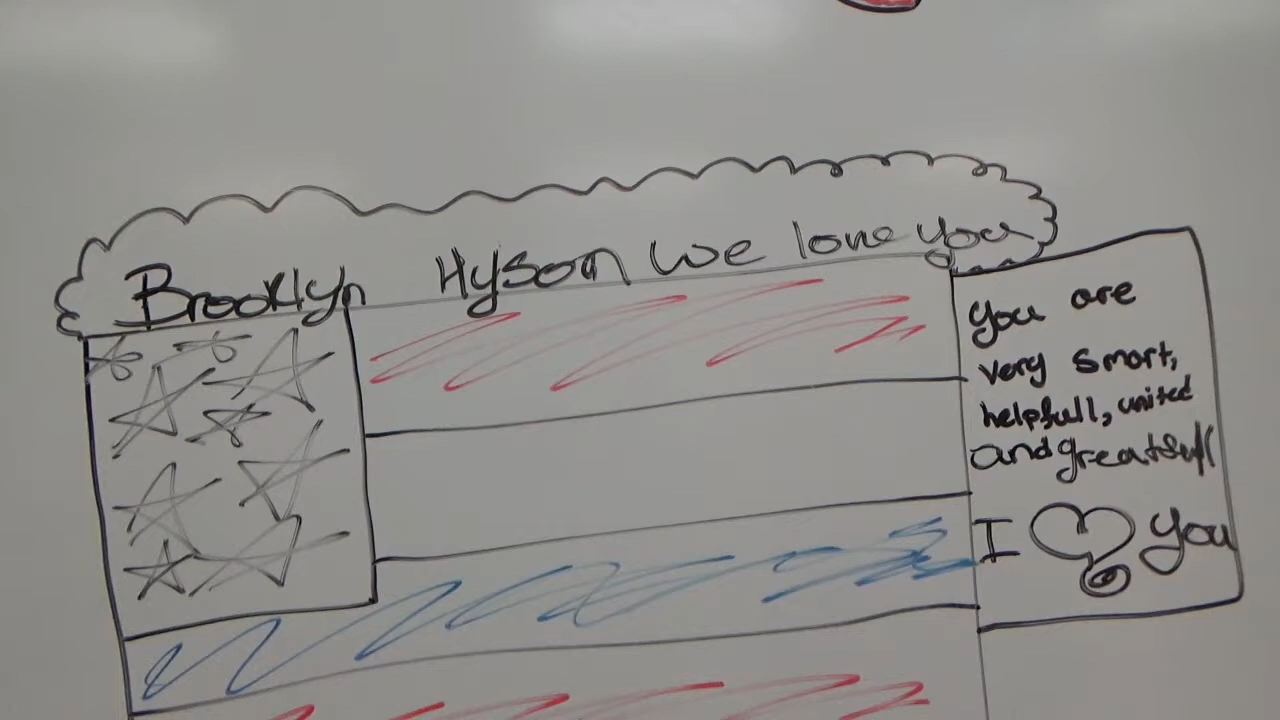 Brooklyn Hyson we love you
You are
very smart,
helpfull, united
and greatfull
I you